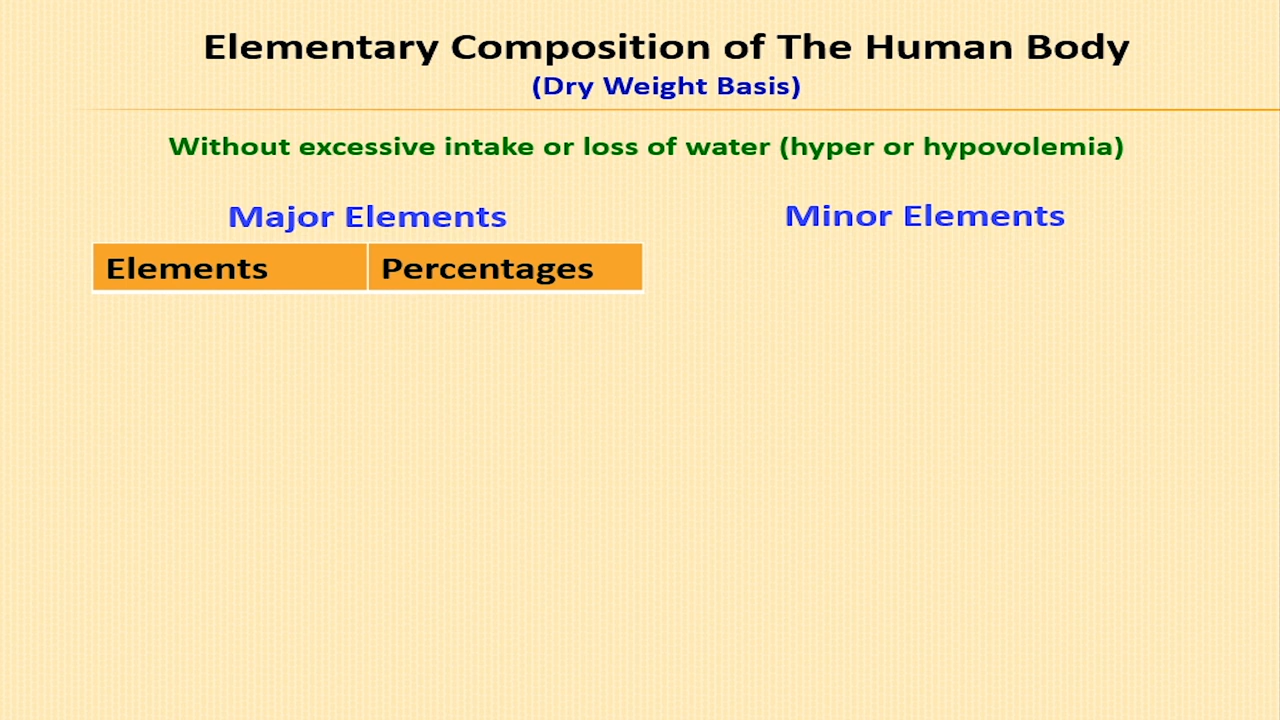 Elementary Composition of The Human Body
(Dry Weight Basis)
Without excessive intake or loss of water (hyper or hypovolemia)
Major Elements
Minor Elements
Elements
Percentages